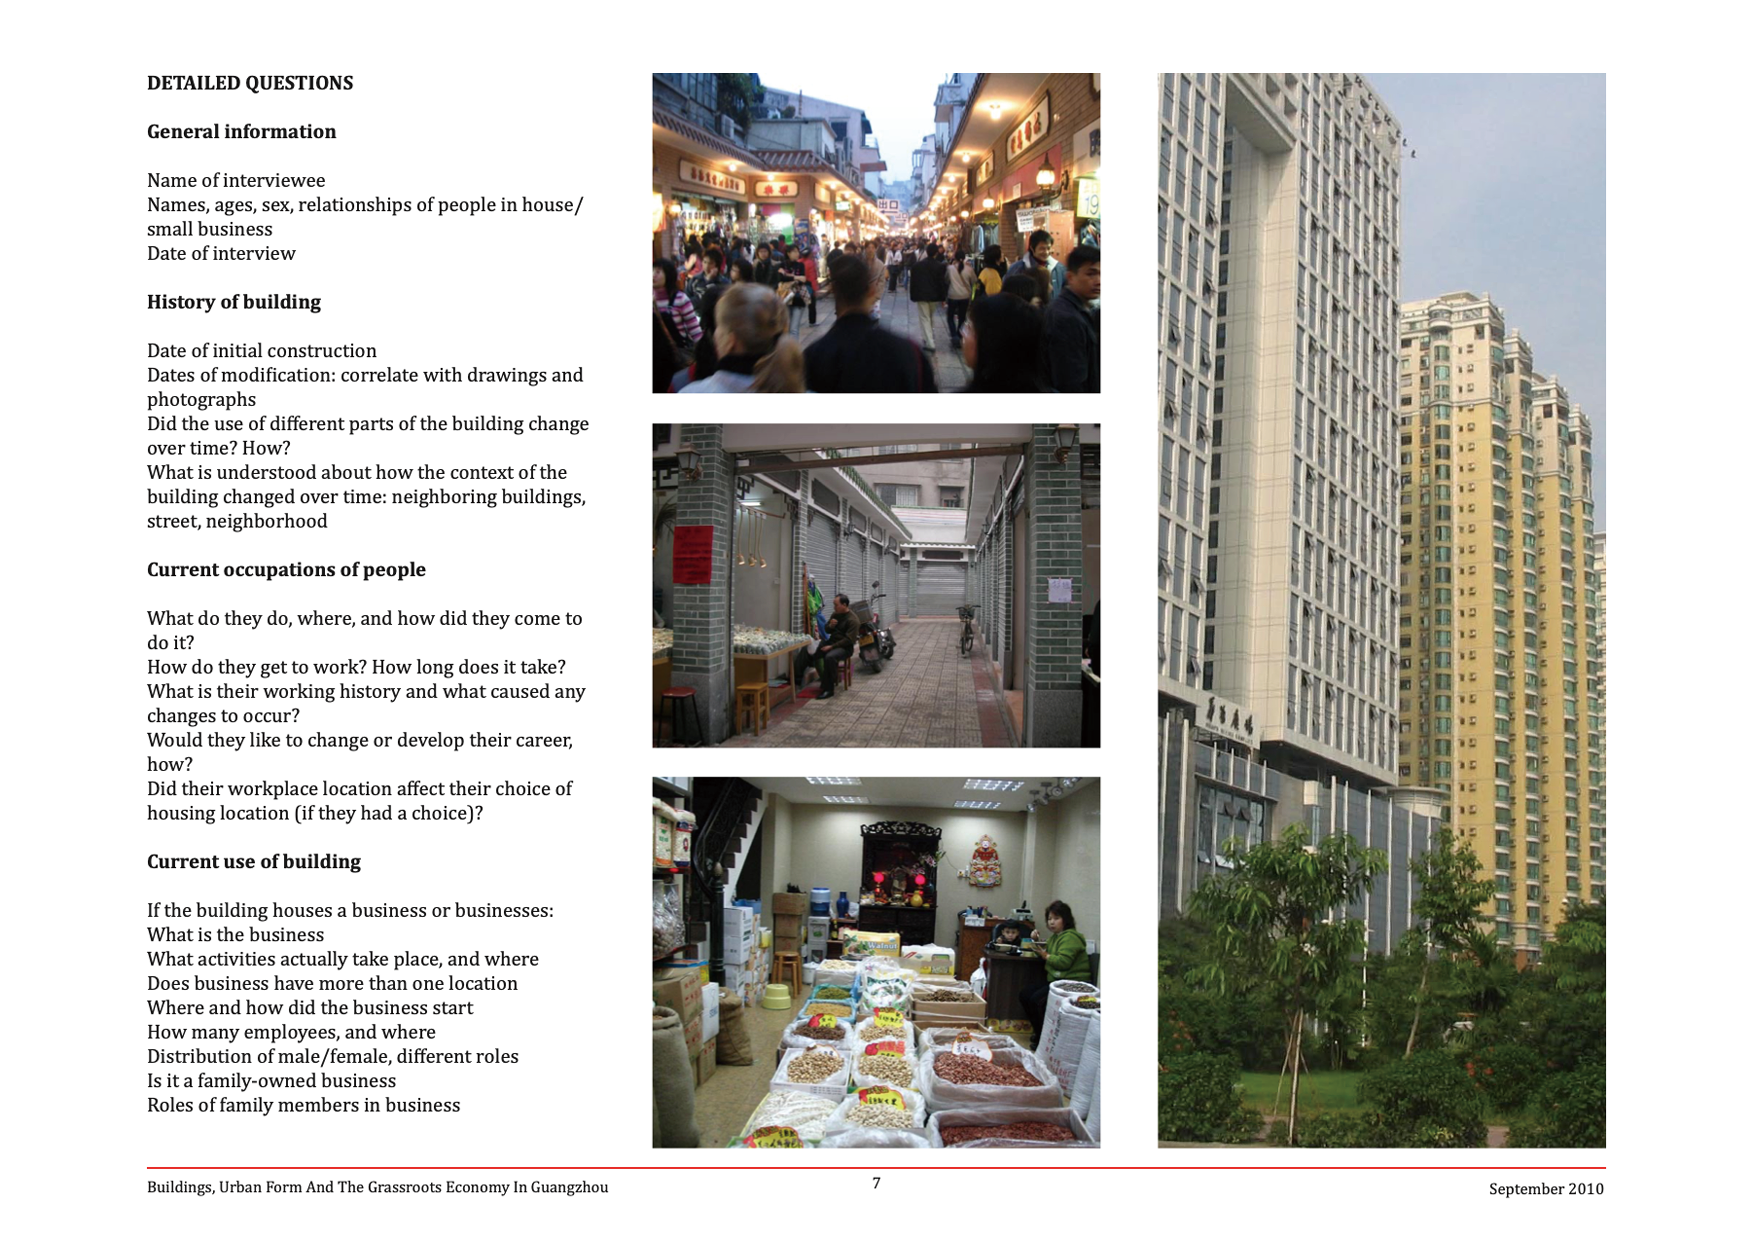 DETAILED QUESTIONS
General information
Name of interviewee
Names, ages, sex, relationships of people in house/
small business
Date of interview
History of building
Date of initial construction
Dates of modification: correlate with drawings and
photographs
Did the use of different parts of the building change
over time? How?
What is understood about how the context of the
building changed over time: neighboring buildings,
street, neighborhood
Current occupations of people
What do they do, where, and how did they come to
do it?
How do they get to work? How long does it take?
What is their working history and what caused any
changes to occur?
Would they like to change or develop their career,
how?
Did their workplace location affect their choice of
housing location (if they had a choice)?
Current use of building
If the building houses a business or businesses:
What is the business
What activities actually take place, and where
Does business have more than one location
Where and how did the business start
How many employees, and where
Distribution of male/female, different roles
Is it a family-owned business
Roles of family members in business
出口
Walnut
Buildings, Urban Form And The Grassroots Economy In Guangzhou
7
September 2010